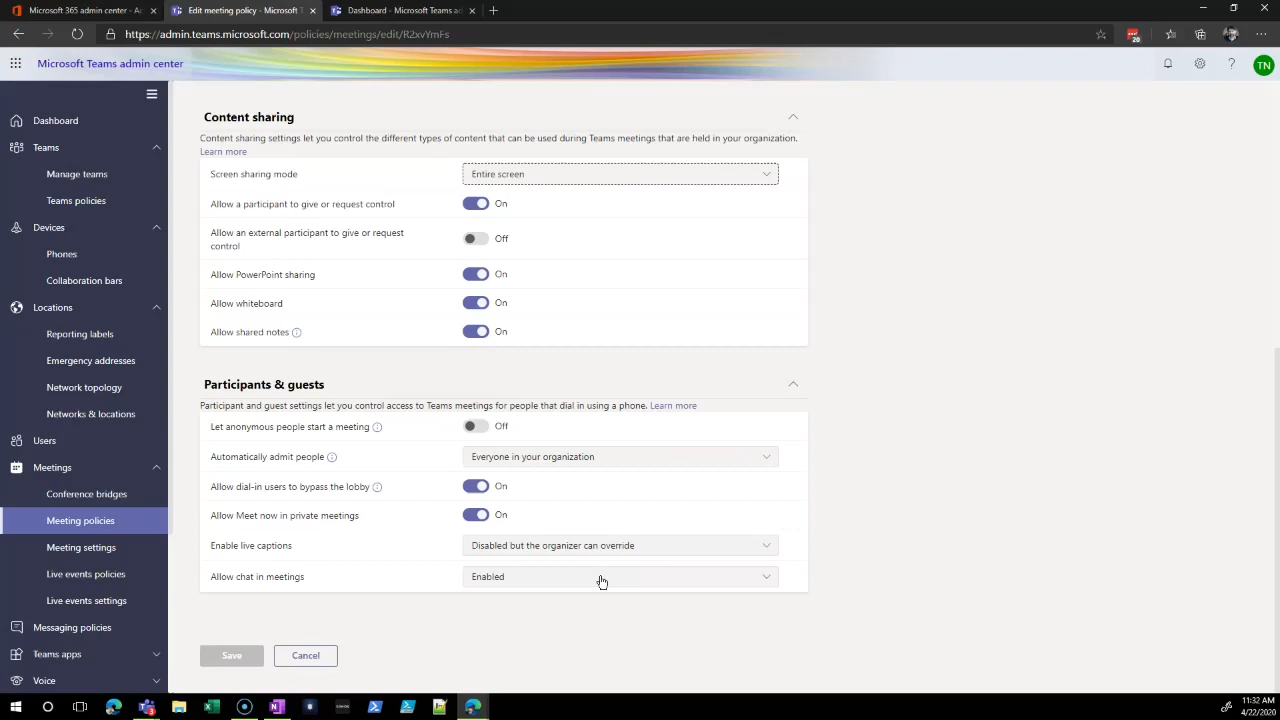 Microsoft 365 admin center - Ac
Edit meeting policy - Microsoft T
Dashboard - Microsoft Teams ad
https://admin.teams.microsoft.com/policies/meetings/edit/R2xvYmFs
20
Microsoft Teams admin center
TN
Dashboard
Teams
Manage teams
Teams policies
Devices
Phones
Collaboration bars
Locations
Reporting labels
Emergency addresses
Network topology
Networks & locations
Users
Meetings
Conference bridges
Meeting policies
Meeting settings
Live events policies
Live events settings
Messaging policies
Teams apps
Voice
Content sharing
Content sharing settings let you control the different types of content that can be used during Teams meetings that are held in your organization.
Learn more
Screen sharing mode
Entire screen
Allow a participant to give or request control
On
Allow an external participant to give or request
control
Off
Allow PowerPoint sharing
On
Allow whiteboard
On
Allow shared notes
On
Participants & guests
Participant and guest settings let you control access to Teams meetings for people that dial in using a phone. Learn more
Let anonymous people start a meeting
Off
Automatically admit people
Everyone in your organization
Allow dial-in users to bypass the lobby
On
Allow Meet now in private meetings
On
Enable live captions
Disabled but the organizer can override
Allow chat in meetings
Enabled
Save
Cancel
11:32 AM
4/22/2020